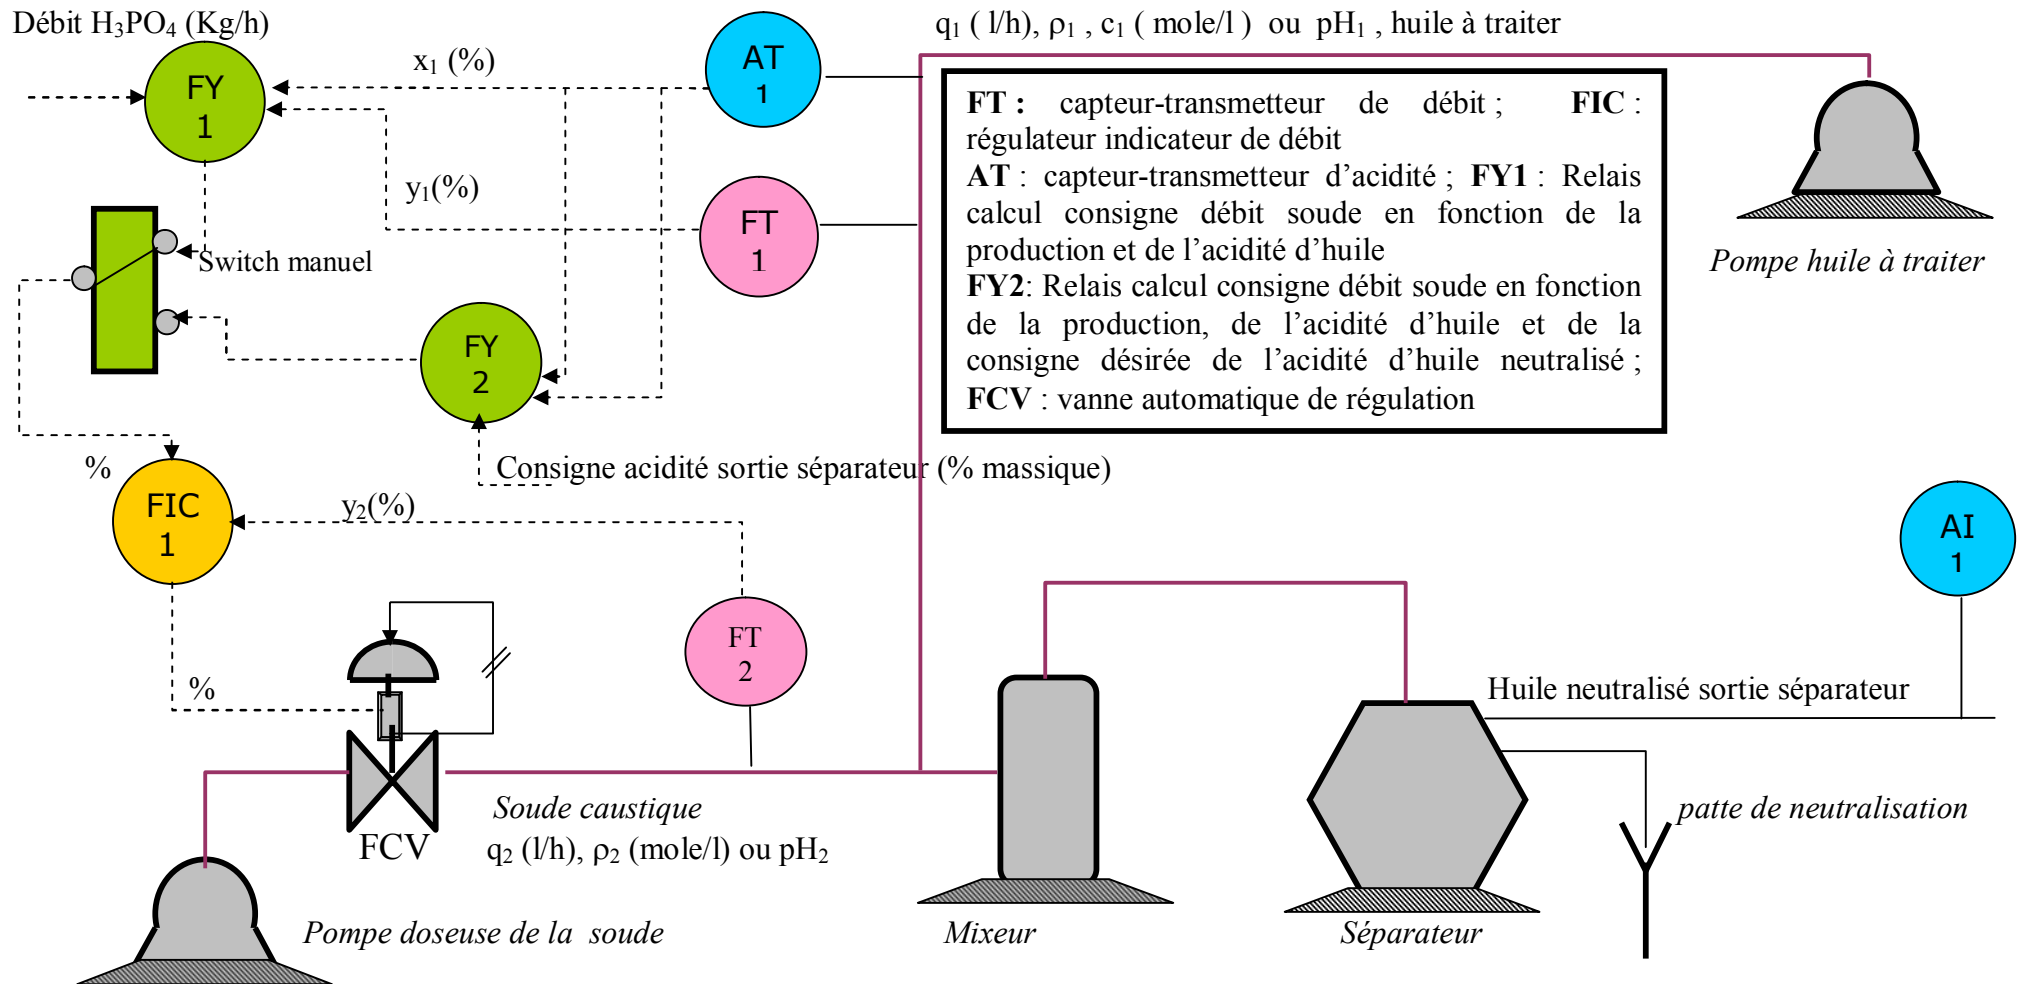 Débit H₃PO₄ (Kg/h)
q₁ ( l/h), ρ₁ , c₁ ( mole/l ) ou pH₁ , huile à traiter
FY
1
x₁ (%)
AT
1
FT : capteur-transmetteur de débit ; FIC :
régulateur indicateur de débit
AT : capteur-transmetteur d’acidité ; FY1 : Relais
calcul consigne débit soude en fonction de la
production et de l’acidité d’huile
FY2: Relais calcul consigne débit soude en fonction
de la production, de l’acidité d’huile et de la
consigne désirée de l’acidité d’huile neutralisé ;
FCV : vanne automatique de régulation
y₁(%)
FT
1
Switch manuel
Pompe huile à traiter
FY
2
%
Consigne acidité sortie séparateur (% massique)
FIC
1
y₂(%)
AI
1
FT
2
%
Huile neutralisé sortie séparateur
Soude caustique
q₂ (l/h), ρ₂ (mole/l) ou pH₂
FCV
patte de neutralisation
Pompe doseuse de la soude
Mixeur
Séparateur